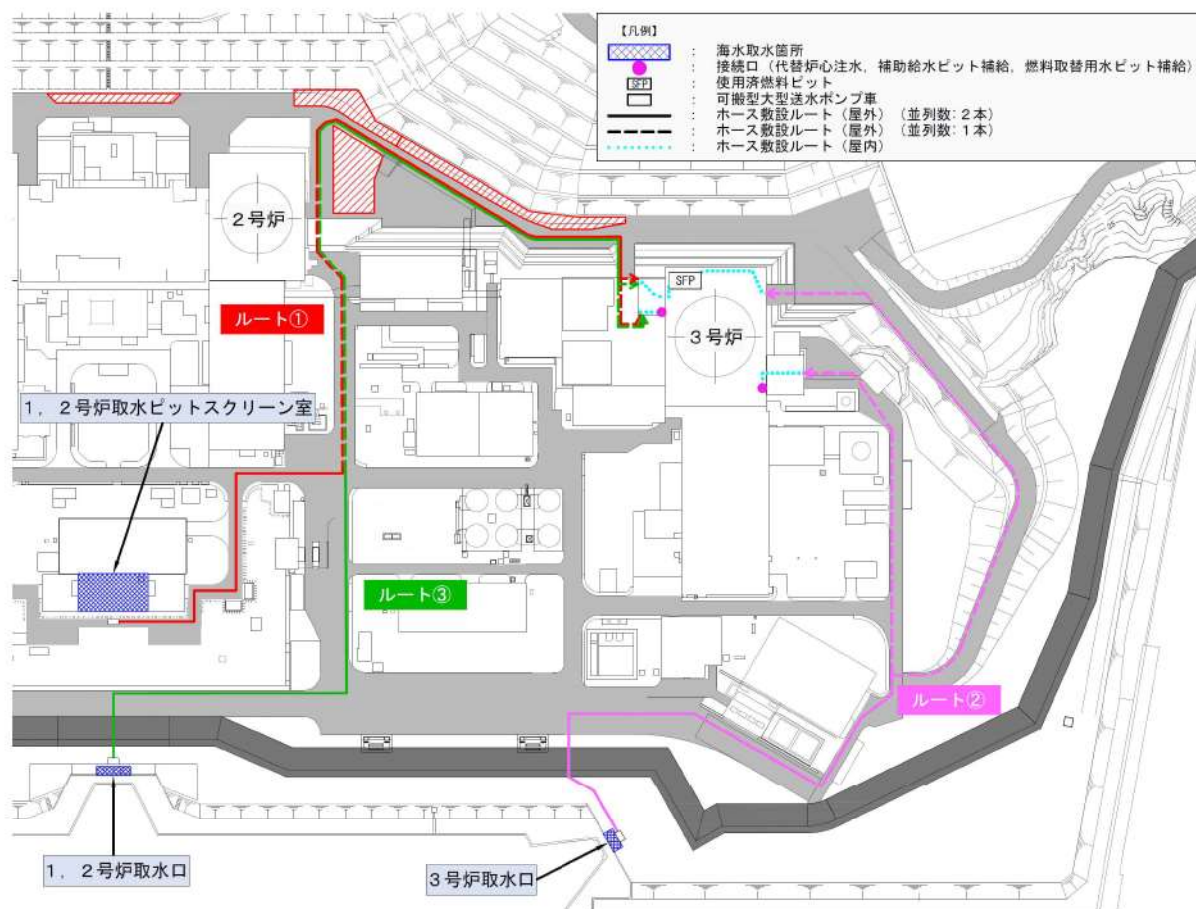 【凡例】
： 海水取水箇所
： 接続口（代替炉心注水，補助給水ピット補給，燃料取替用水ピット補給）
SFP ： 使用済燃料ピット
： 可搬型大型送水ポンプ車
： ホース敷設ルート（屋外）（並列数：２本）
： ホース敷設ルート（屋外）（並列数：１本）
： ホース敷設ルート（屋内）
２号炉
SFP
ルート①
３号炉
１，２号炉取水ピットスクリーン室
ルート③
ルート②
１，２号炉取水口
３号炉取水口